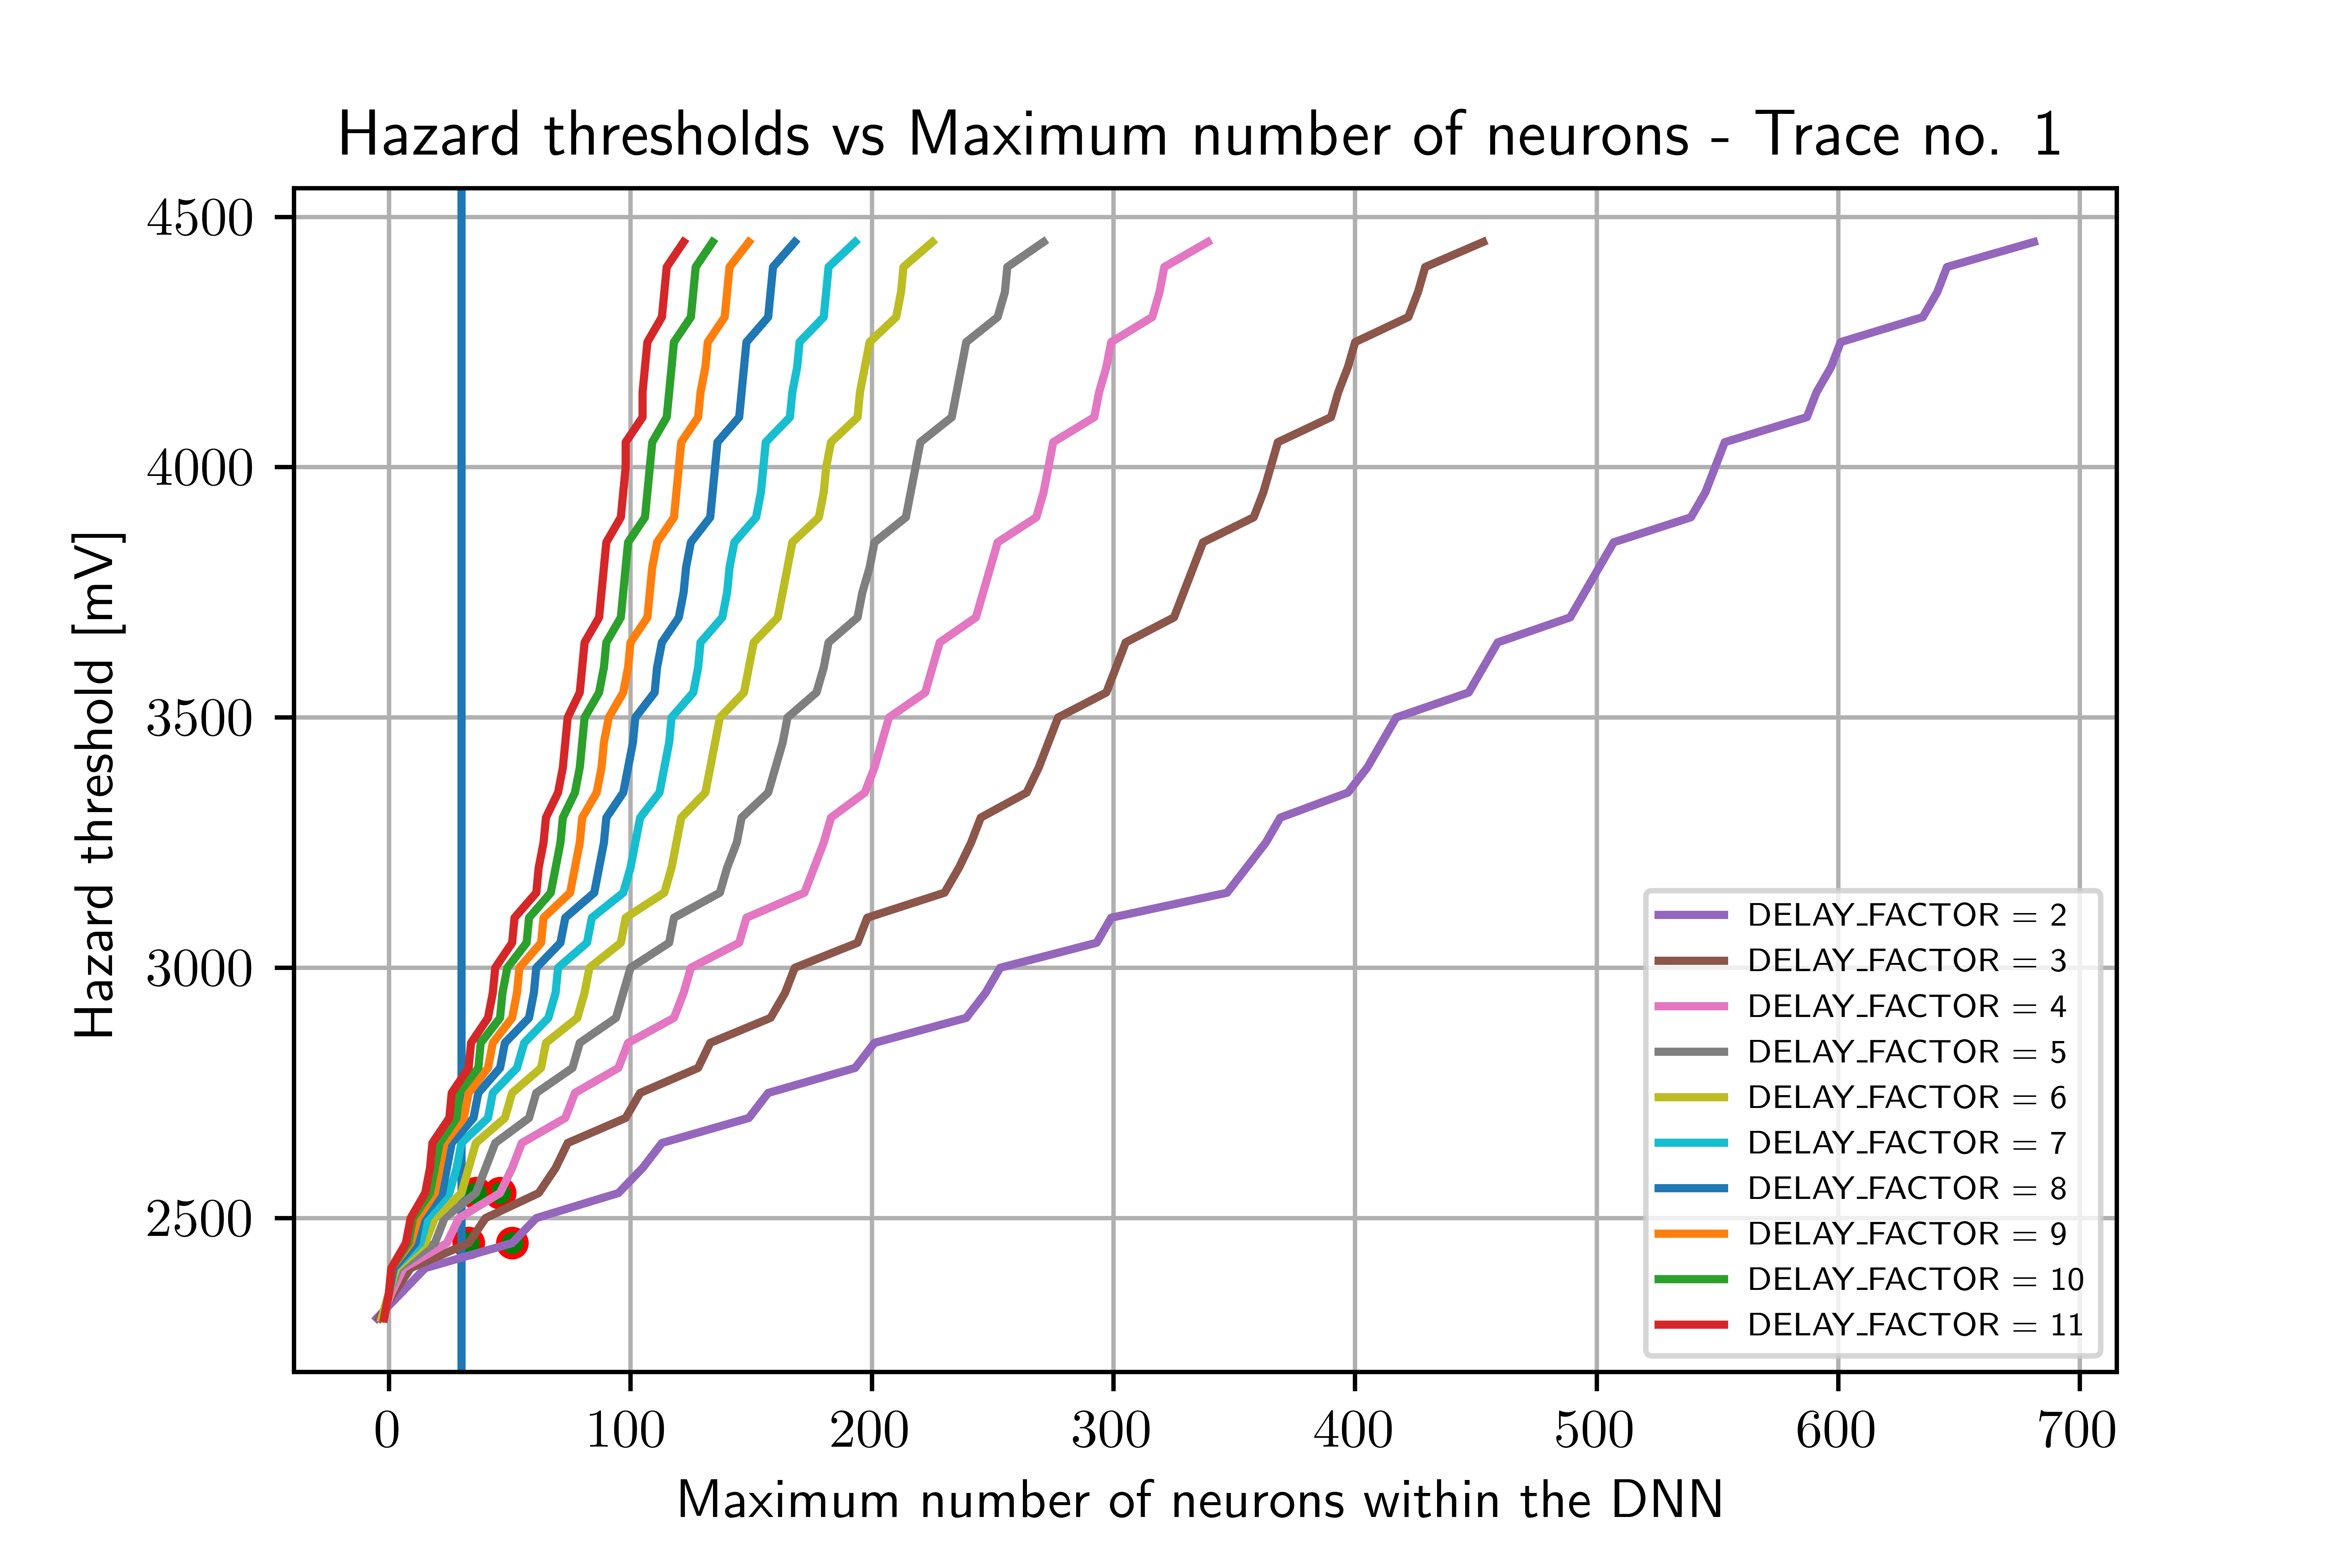 Hazard thresholds vs Maximum number of neurons - Trace no. 1
Hazard threshold [mV]
4500
4000
3500
3000
2500
DELAY_FACTOR = 2
DELAY_FACTOR = 3
DELAY_FACTOR = 4
DELAY_FACTOR = 5
DELAY_FACTOR = 6
DELAY_FACTOR = 7
DELAY_FACTOR = 8
DELAY_FACTOR = 9
DELAY_FACTOR = 10
DELAY_FACTOR = 11
0 100 200 300 400 500 600 700
Maximum number of neurons within the DNN